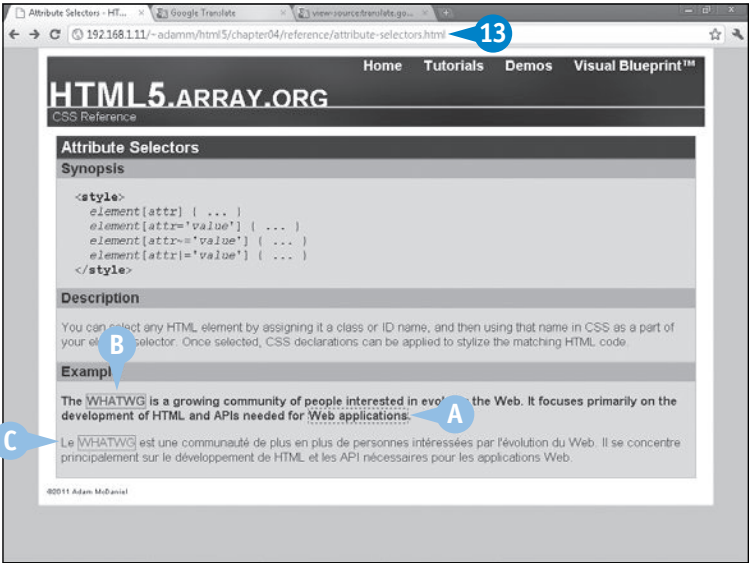 Attribute Selectors - HT...
Google Translate
view-source:translate.go...
192.168.1.11/~adamm/html5/chapter04/reference/attribute-selectors.html
13
Home Tutorials Demos Visual Blueprint™
HTML5.ARRAY.ORG
CSS Reference
Attribute Selectors
Synopsis
<style>
element[attr] { ... }
element[attr='value'] { ... }
element[attr~='value'] { ... }
element[attr|='value'] { ... }
</style>
Description
You can select any HTML element by assigning it a class or ID name, and then using that name in CSS as a part of
your selector. Once selected, CSS declarations can be applied to stylize the matching HTML code.
B
Example
The WHATWG is a growing community of people interested in the Web. It focuses primarily on the
development of HTML and APIs needed for Web applications.
A
C
Le WHATWG est une communauté de plus en plus de personnes intéressées par l'évolution du Web. Il se concentre
principalement sur le développement de HTML et les API nécessaires pour les applications Web.
©2011 Adam McDaniel